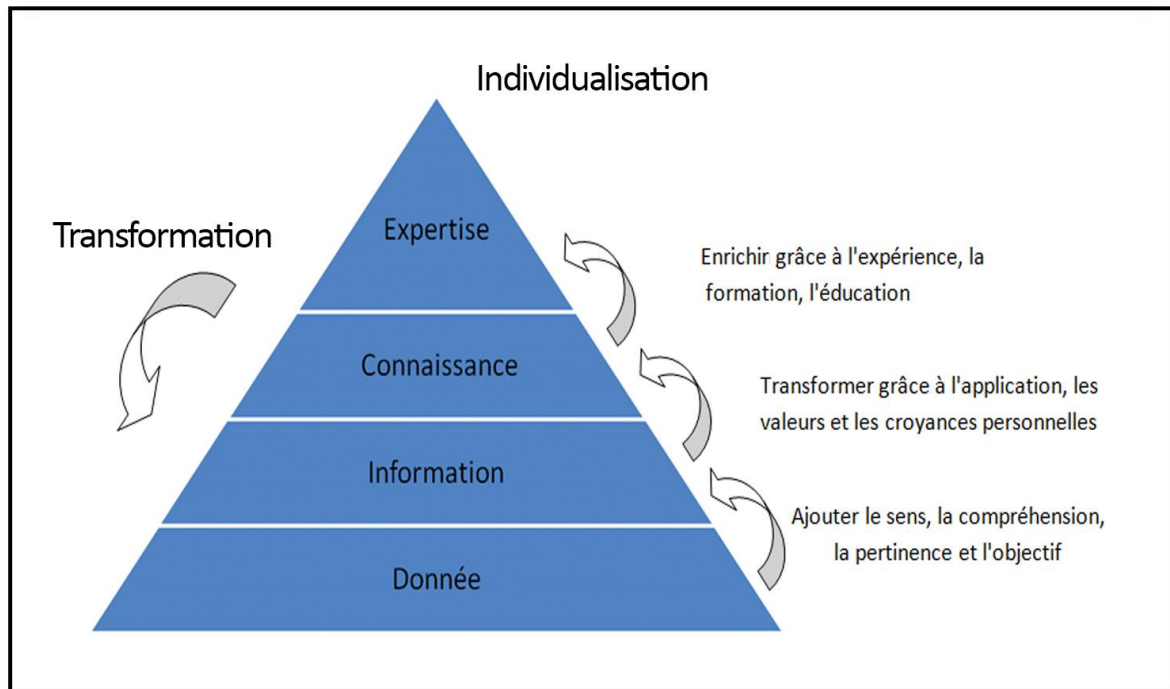 Individualisation
Transformation
Expertise
Enrichir grâce à l'expérience, la
formation, l'éducation
Connaissance
Transformer grâce à l'application, les
valeurs et les croyances personnelles
Information
Ajouter le sens, la compréhension,
la pertinence et l'objectif
Donnée